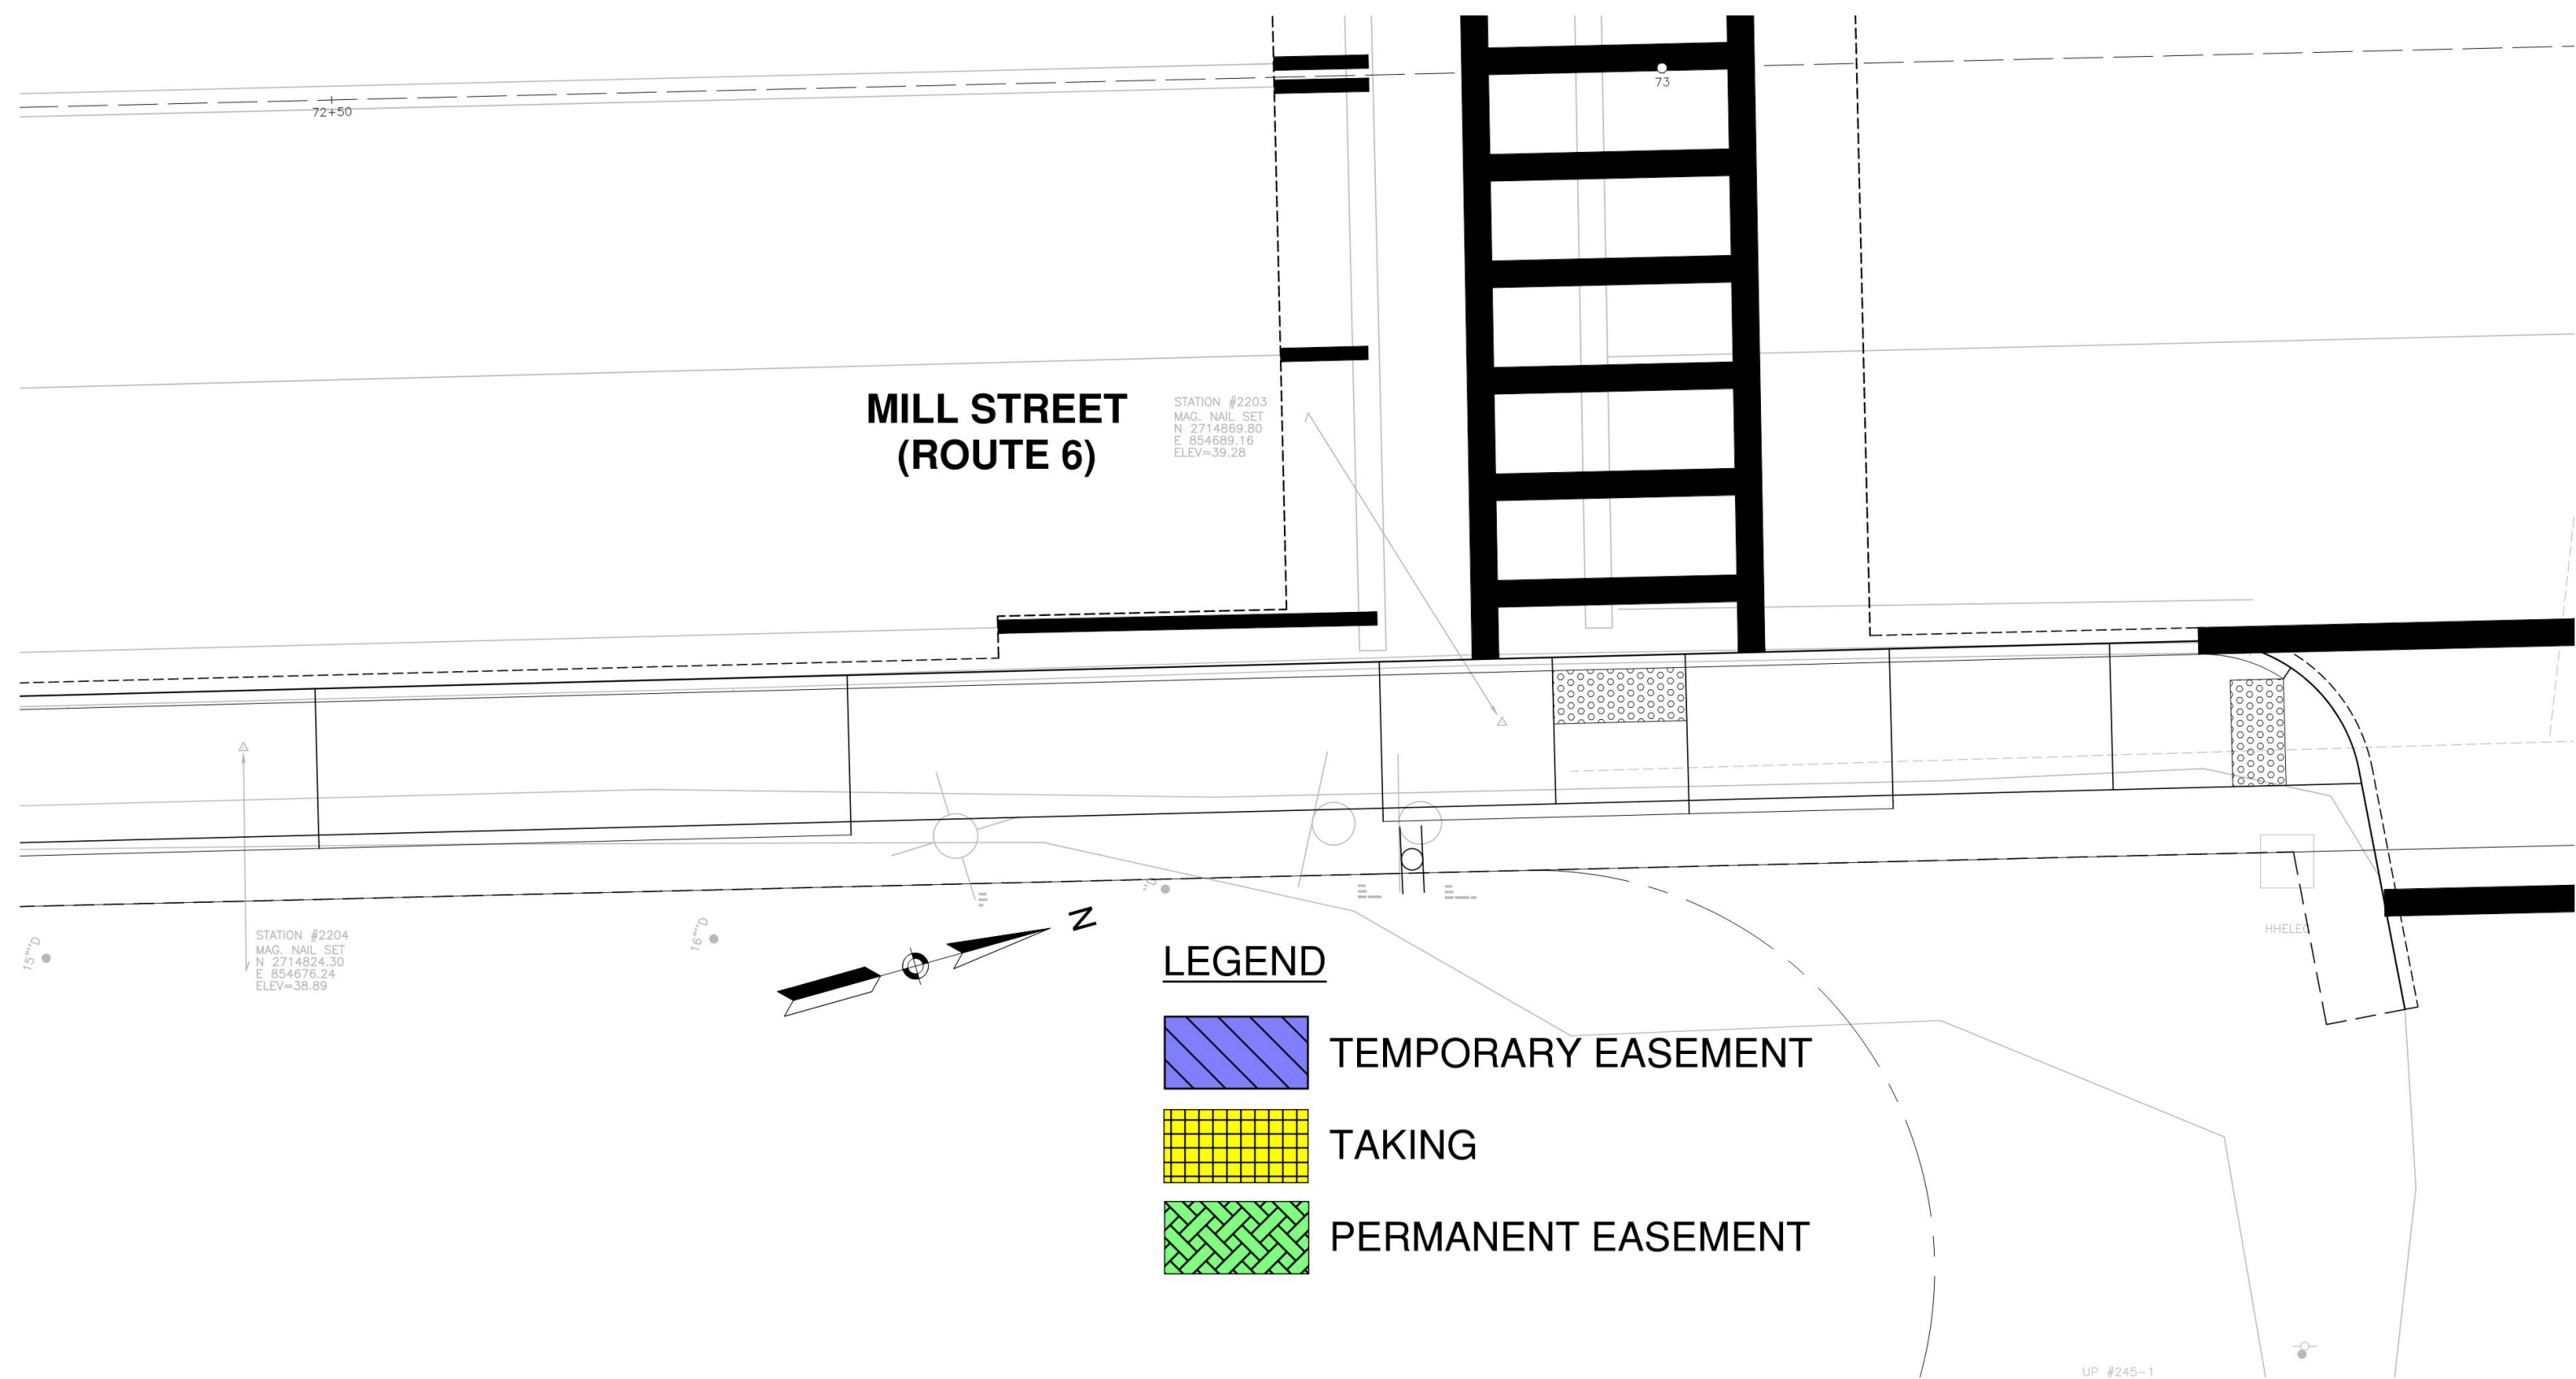 72+50
73
MILL STREET
(ROUTE 6)
STATION #2203
MAG. NAIL SET
N 2714869.80
E 854689.16
ELEV=39.28
STATION #2204
MAG. NAIL SET
N 2714824.30
E 854676.24
ELEV=38.89
15""D
16""D
"D
N
HHELEC
LEGEND
TEMPORARY EASEMENT
TAKING
PERMANENT EASEMENT
UP #245-1